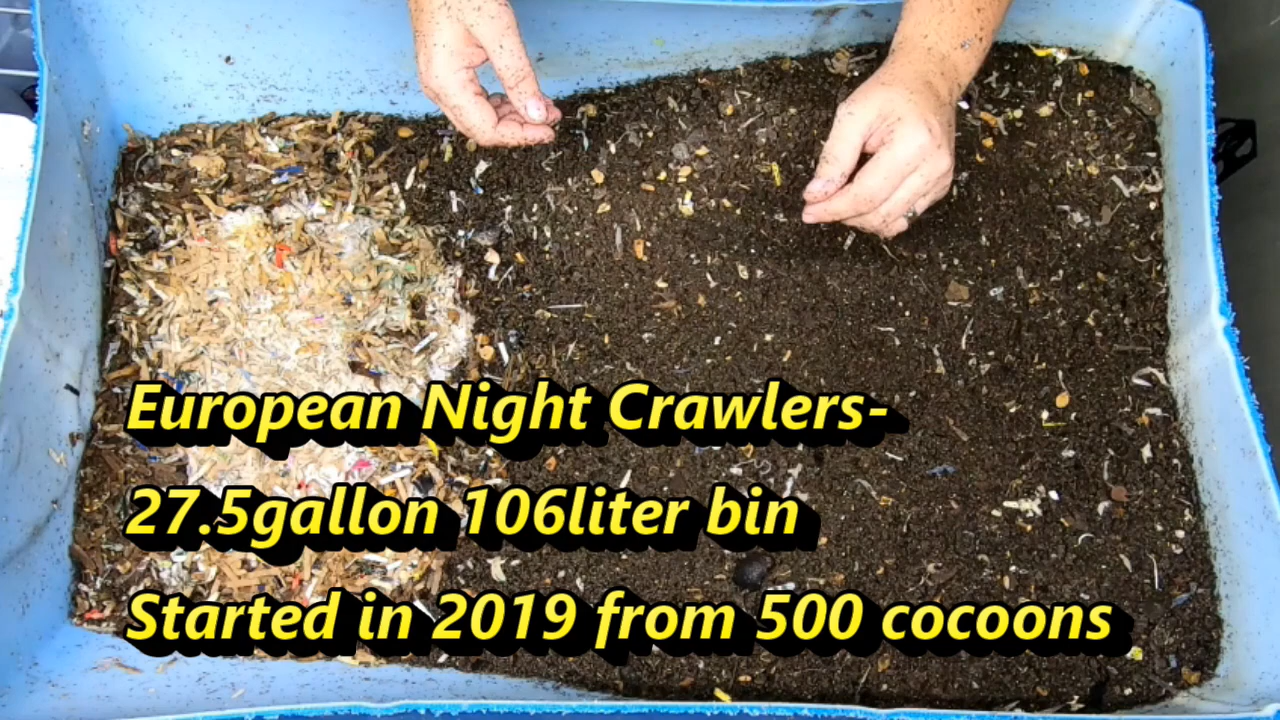 European Night Crawlers-
27.5gallon 106liter bin
Started in 2019 from 500 cocoons